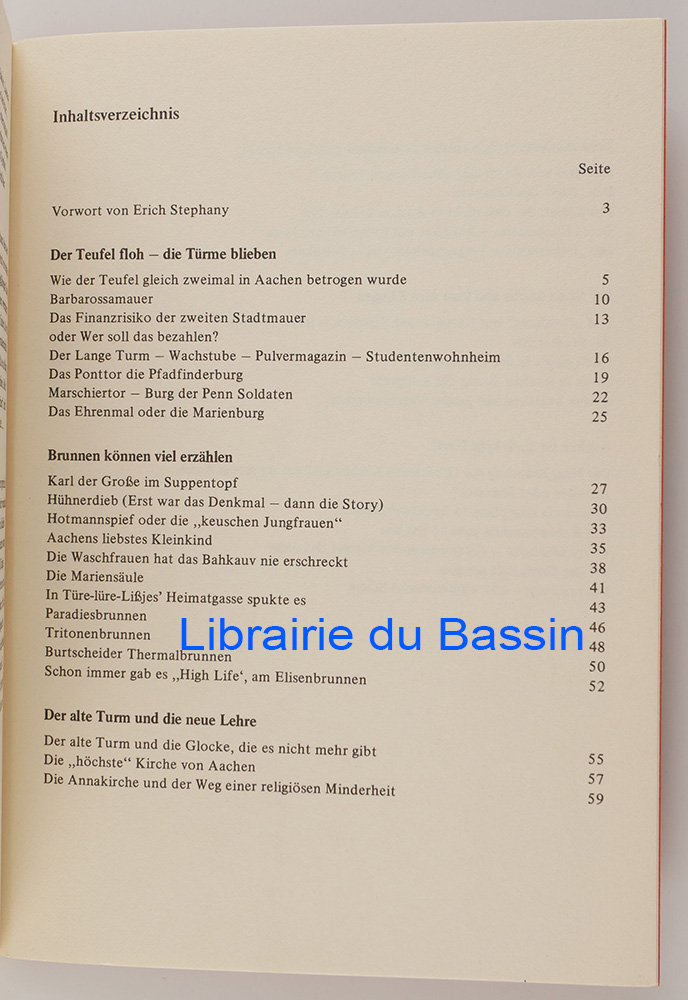 Inhaltsverzeichnis
Seite
Vorwort von Erich Stephany 3
Der Teufel floh – die Türme blieben
Wie der Teufel gleich zweimal in Aachen betrogen wurde 5
Barbarossamauer 10
Das Finanzrisiko der zweiten Stadtmauer 13
oder Wer soll das bezahlen?
Der Lange Turm – Wachstube – Pulvermagazin – Studentenwohnheim 16
Das Ponttor die Pfadfinderburg 19
Marschiertor – Burg der Penn Soldaten 22
Das Ehrenmal oder die Marienburg 25
Brunnen können viel erzählen
Karl der Große im Suppentopf 27
Hühnerdieb (Erst war das Denkmal – dann die Story) 30
Hotmannspief oder die „keuschen Jungfrauen“ 33
Aachens liebstes Kleinkind 35
Die Waschfrauen hat das Bahkauv nie erschreckt 38
Die Mariensäule 41
In Türe-lüre-Lißjes’ Heimatgasse spukte es 43
Paradiesbrunnen 46
Tritonenbrunnen 48
Burtscheider Thermalbrunnen 50
Schon immer gab es „High Life‘, am Elisenbrunnen 52
Librairie du Bassin
Der alte Turm und die neue Lehre
Der alte Turm und die Glocke, die es nicht mehr gibt 55
Die „höchste“ Kirche von Aachen 57
Die Annakirche und der Weg einer religiösen Minderheit 59